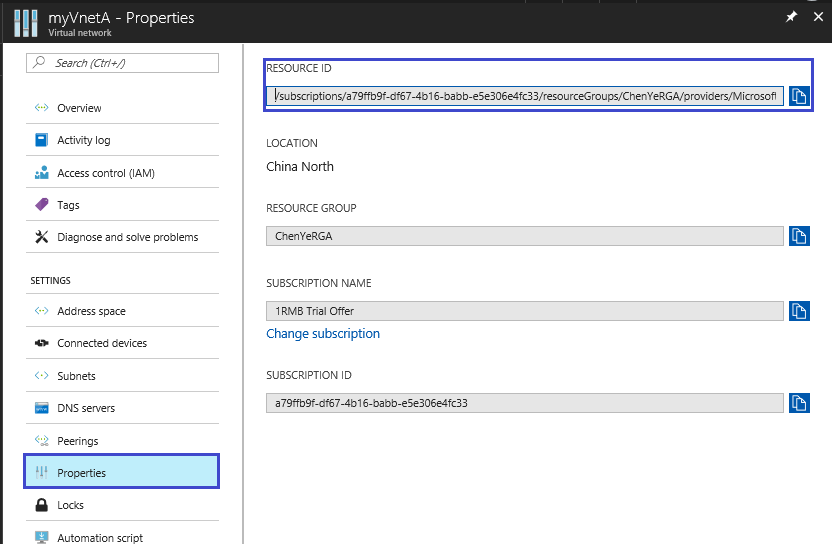 myVnetA - Properties
Virtual network
Search (Ctrl+/)
Overview
Activity log
Access control (IAM)
Tags
Diagnose and solve problems
SETTINGS
Address space
Connected devices
Subnets
DNS servers
Peerings
Properties
Locks
Automation script
RESOURCE ID
/subscriptions/a79ffb9f-df67-4b16-babb-e5e306e4fc33/resourceGroups/ChenYeRGA/providers/Microsoft
LOCATION
China North
RESOURCE GROUP
ChenYeRGA
SUBSCRIPTION NAME
1RMB Trial Offer
Change subscription
SUBSCRIPTION ID
a79ffb9f-df67-4b16-babb-e5e306e4fc33